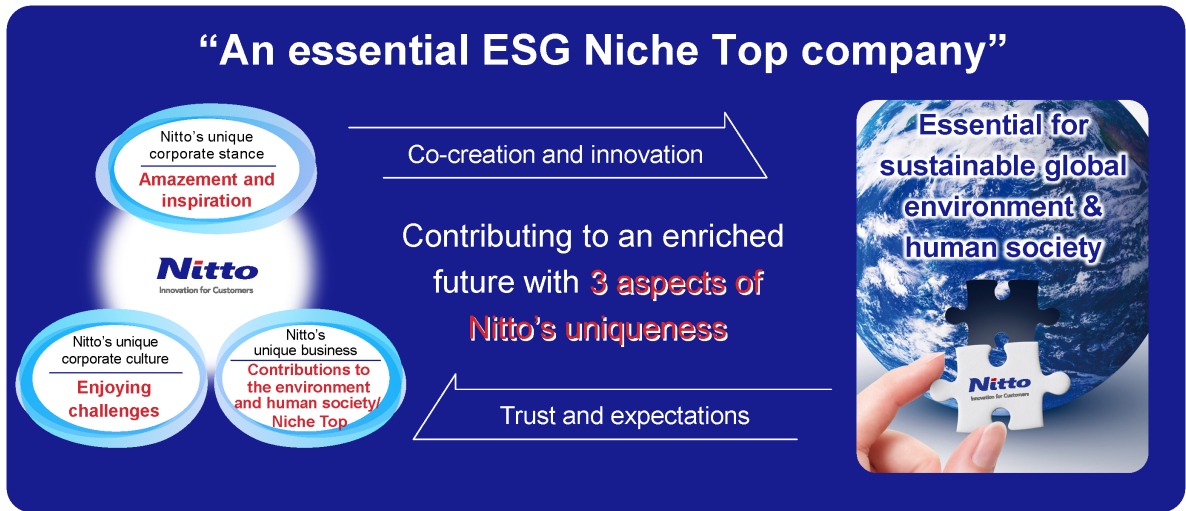 “An essential ESG Niche Top company”
Nitto’s unique
corporate stance
Amazement and
inspiration
Nitto
Innovation for Customers
Nitto’s unique
corporate culture
Enjoying
challenges
Nitto’s
unique business
Contributions to
the environment
and human society/
Niche Top
Co-creation and innovation
Contributing to an enriched
future with 3 aspects of
Nitto’s uniqueness
Trust and expectations
Essential for
sustainable global
environment &
human society
Nitto
Innovation for Customers